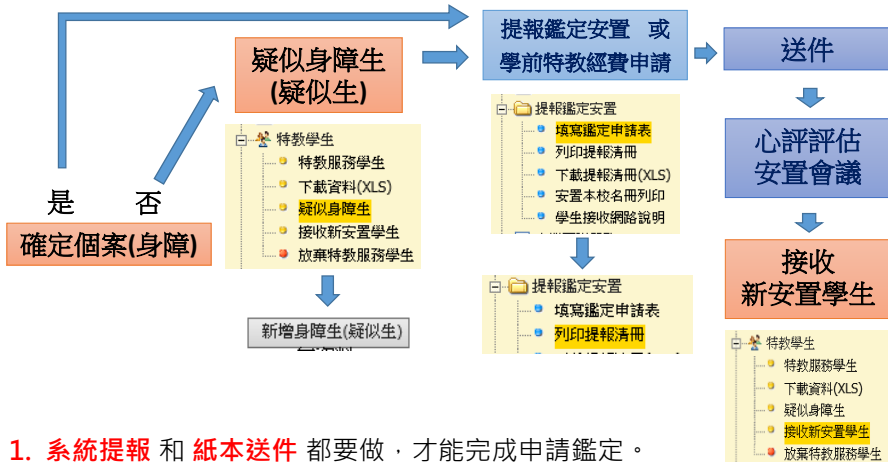 疑似身障生
(疑似生)
提報鑑定安置 或
學前特教經費申請
送件
心評評估
安置會議
接收
新安置學生
是 否
確定個案(身障)
特教學生
特教服務學生
下載資料(XLS)
疑似身障生
接收新安置學生
放棄特教服務學生
新增身障生(疑似生)
提報鑑定安置
填寫鑑定申請表
列印提報清冊
下載提報清冊(XLS)
安置本校名冊列印
學生接收網路說明
提報鑑定安置
填寫鑑定申請表
列印提報清冊
特教學生
特教服務學生
下載資料(XLS)
疑似身障生
接收新安置學生
放棄特教服務學生
1. 系統提報 和 紙本送件 都要做，才能完成申請鑑定。